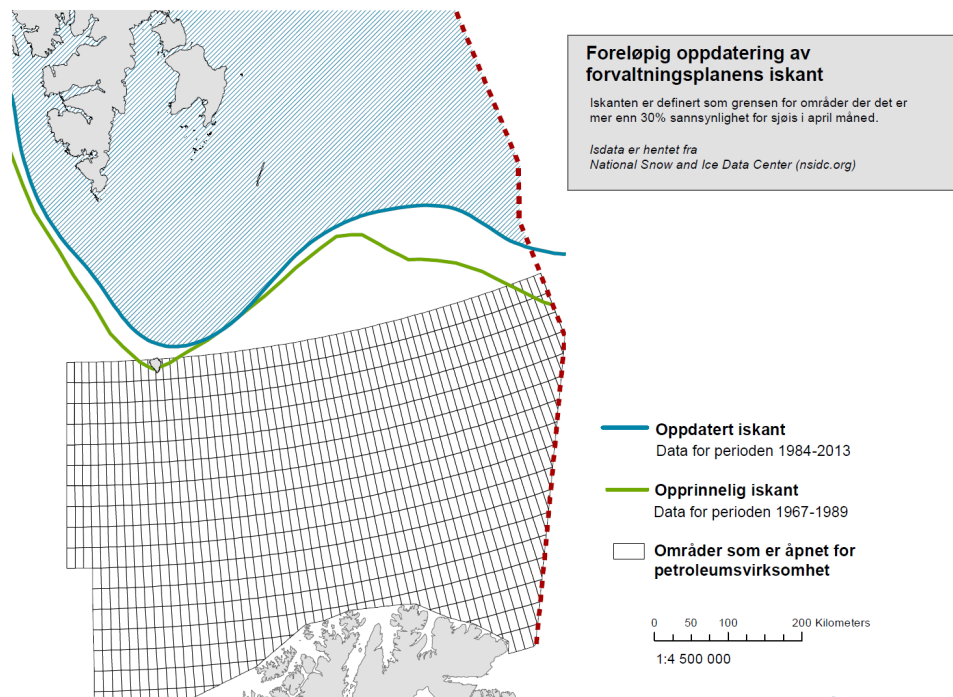 Foreløpig oppdatering av
forvaltningsplanens iskant
Iskanten er definert som grensen for områder der det er
mer enn 30% sannsynlighet for sjøis i april måned.
Isdata er hentet fra
National Snow and Ice Data Center (nsidc.org)
Oppdatert iskant
Data for perioden 1984-2013
Opprinnelig iskant
Data for perioden 1967-1989
Områder som er åpnet for
petroleumsvirksomhet
0 50 100 200 Kilometers
1:4 500 000